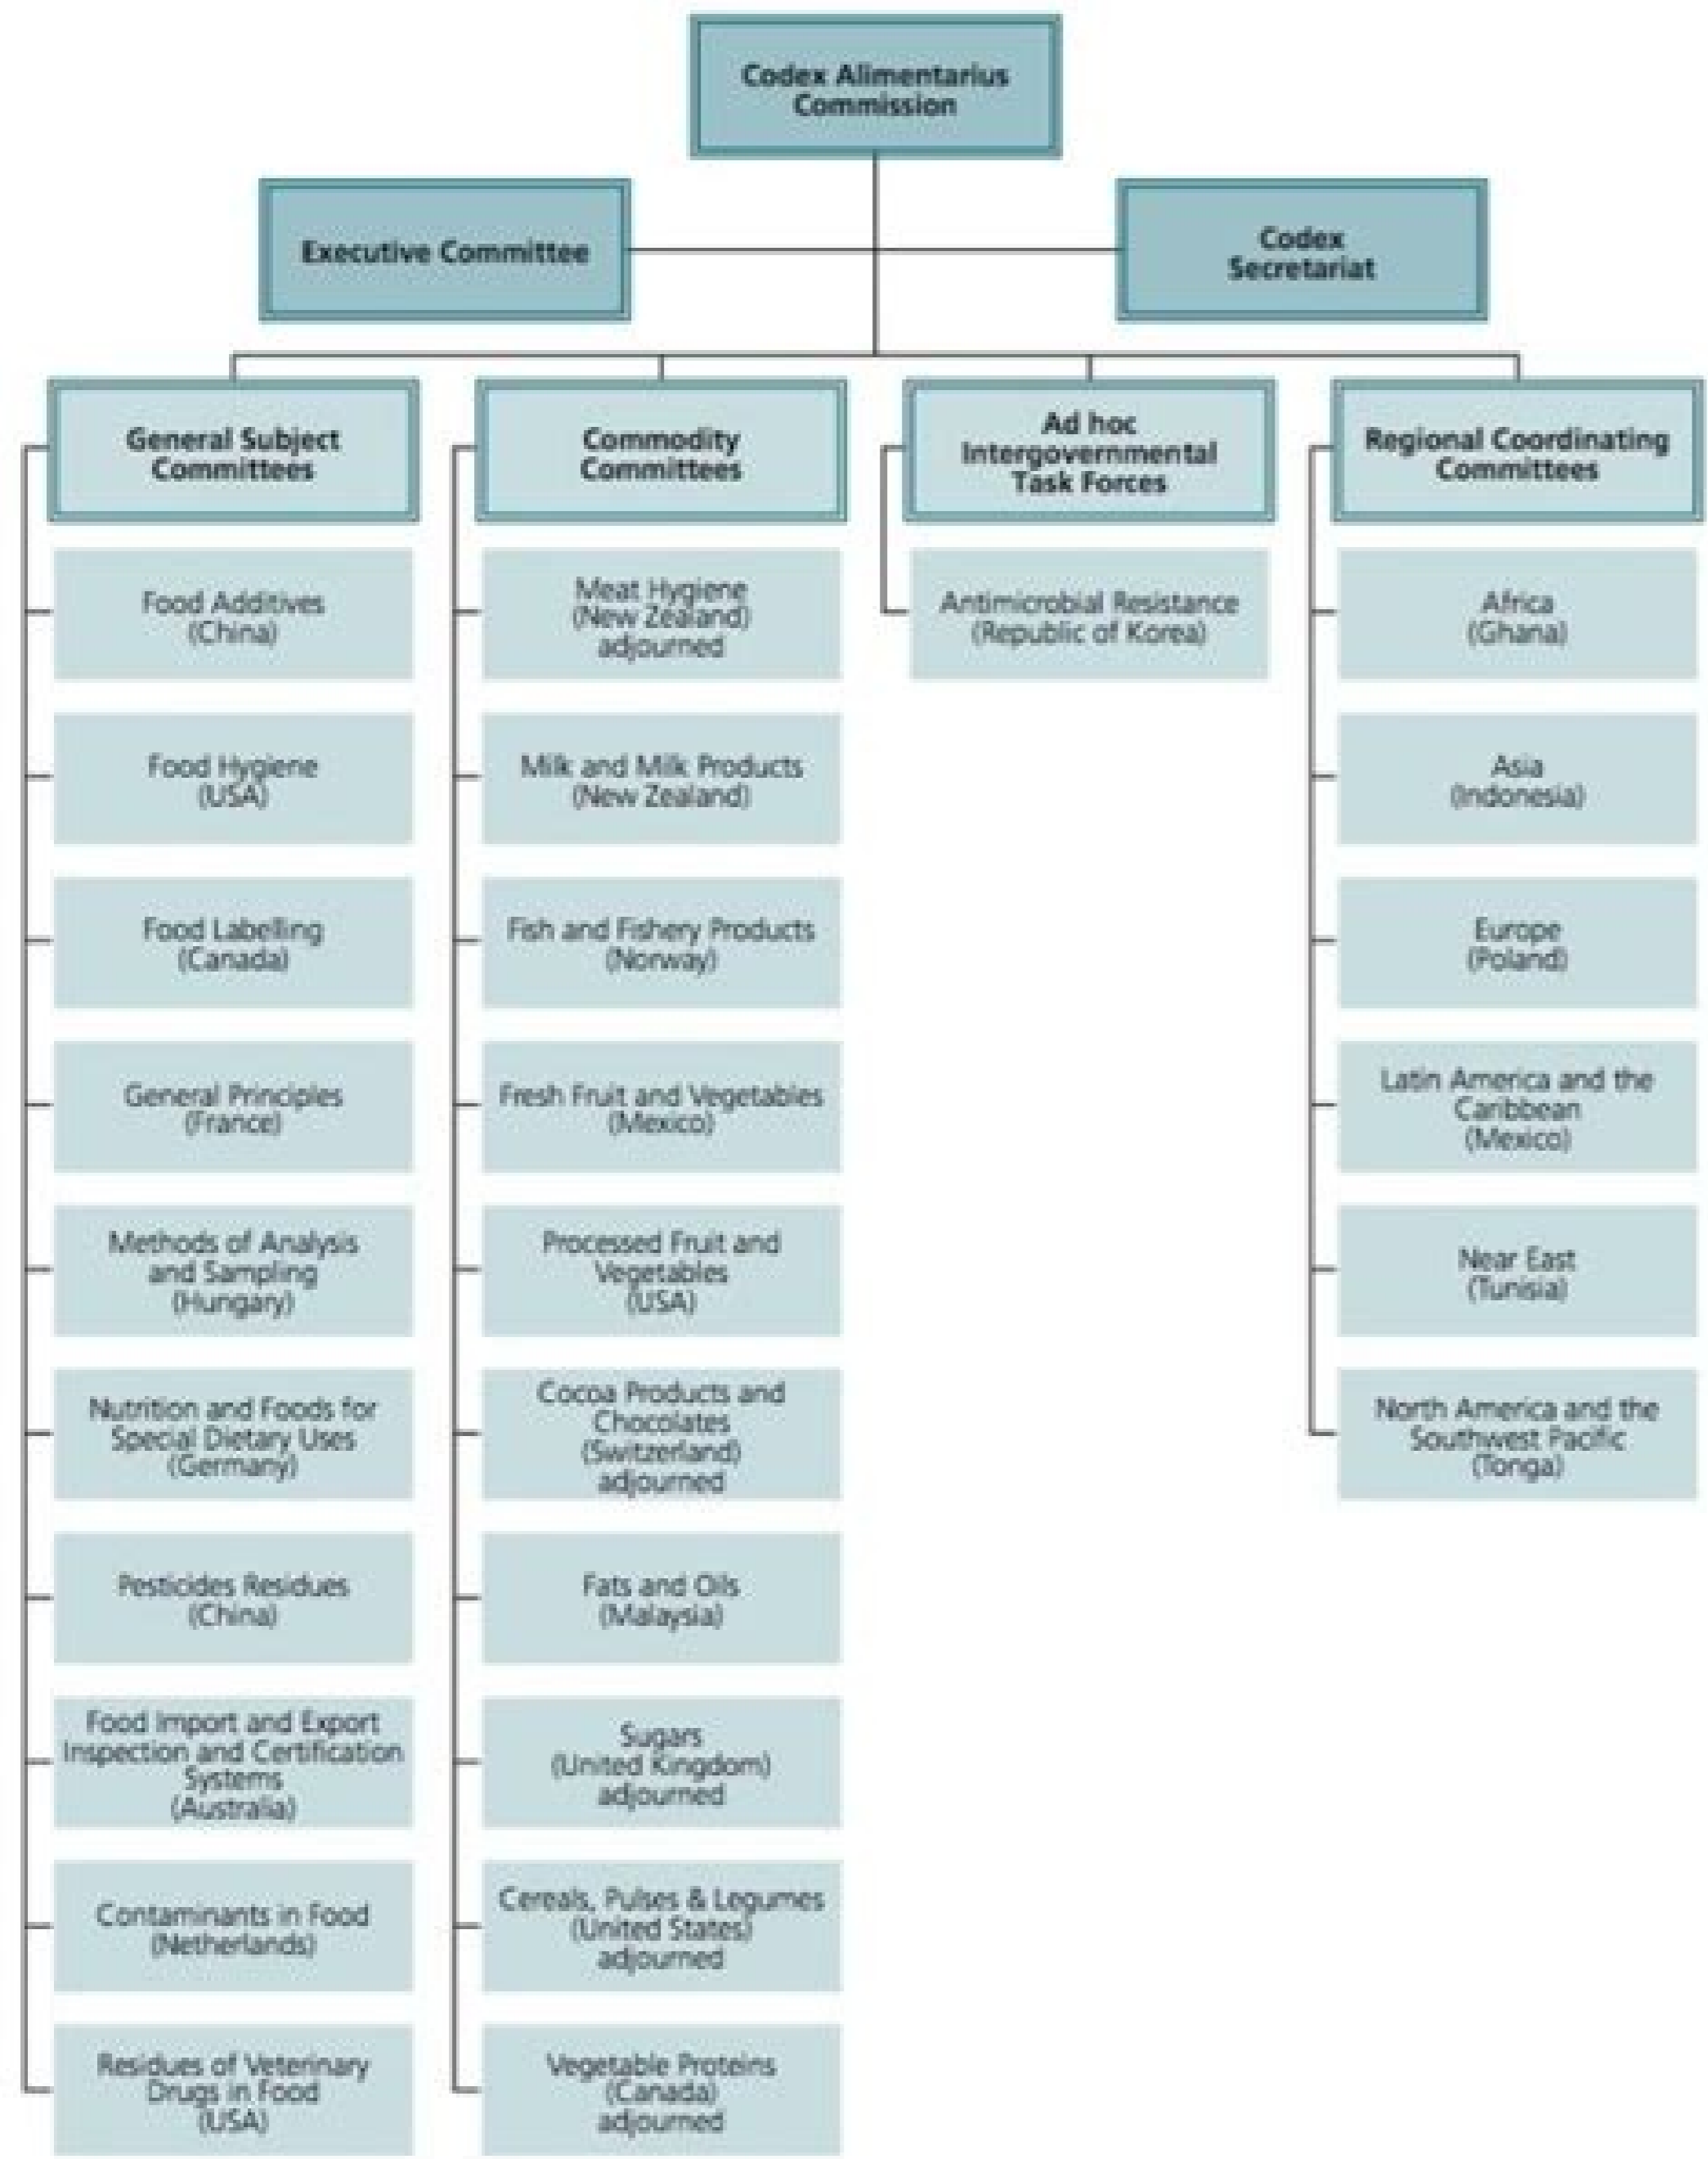 Codex Alimentarius
Commission
Executive Committee
Codex
Secretariat
General Subject
Committees
Commodity
Committees
Ad hoc
Intergovernmental
Task Forces
Regional Coordinating
Committees
Food Additives
(China)
Food Hygiene
(USA)
Food Labelling
(Canada)
General Principles
(France)
Methods of Analysis
and Sampling
(Hungary)
Nutrition and Foods for
Special Dietary Uses
(Germany)
Pesticides Residues
(China)
Food Import and Export
Inspection and Certification
Systems
(Australia)
Contaminants in Food
(Netherlands)
Residues of Veterinary
Drugs in Food
(USA)
Meat Hygiene
(New Zealand)
adjourned
Milk and Milk Products
(New Zealand)
Fish and Fishery Products
(Norway)
Fresh Fruit and Vegetables
(Mexico)
Processed Fruit and
Vegetables
(USA)
Cocoa Products and
Chocolates
(Switzerland)
adjourned
Fats and Oils
(Malaysia)
Sugars
(United Kingdom)
adjourned
Cereals, Pulses & Legumes
(United States)
adjourned
Vegetable Proteins
(Canada)
adjourned
Antimicrobial Resistance
(Republic of Korea)
Africa
(Ghana)
Asia
(Indonesia)
Europe
(Poland)
Latin America and the
Caribbean
(Mexico)
Near East
(Tunisia)
North America and the
Southwest Pacific
(Tonga)